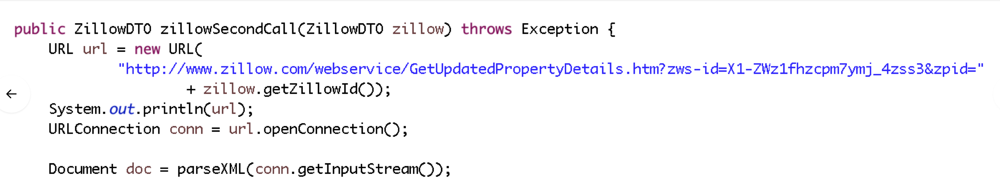 public ZillowDTO zillowSecondCall(ZillowDTO zillow) throws Exception {
URL url = new URL(
"http://www.zillow.com/webservice/GetUpdatedPropertyDetails.htm?zws-id=X1-ZWz1fhzcpm7ymj_4zss3&zpid="
+ zillow.getZillowId());
System.out.println(url);
URLConnection conn = url.openConnection();
Document doc = parseXML(conn.getInputStream());